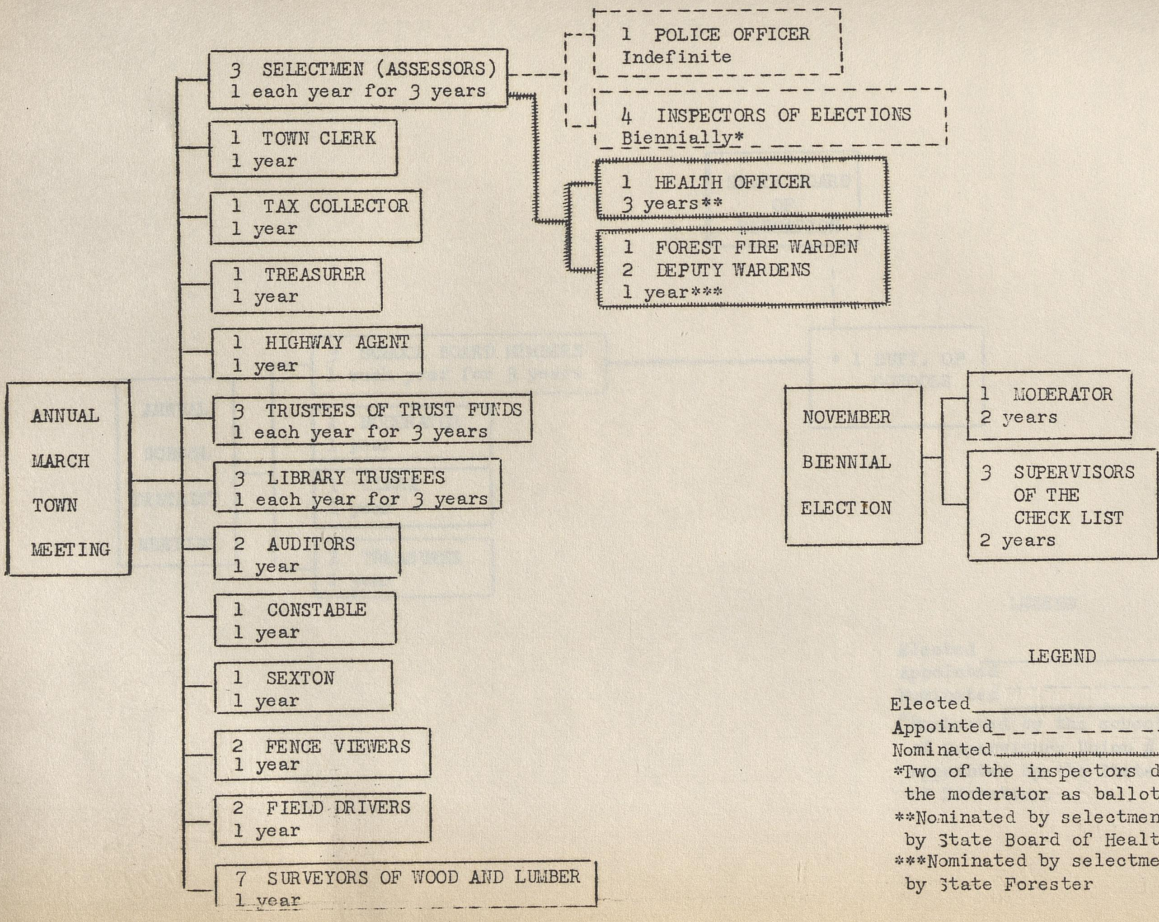 ANNUAL
MARCH
TOWN
MEETING
3 SELECTMEN (ASSESSORS)
1 each year for 3 years
1 TOWN CLERK
1 year
1 TAX COLLECTOR
1 year
1 TREASURER
1 year
1 HIGHWAY AGENT
1 year
3 TRUSTEES OF TRUST FUNDS
1 each year for 3 years
3 LIBRARY TRUSTEES
1 each year for 3 years
2 AUDITORS
1 year
1 CONSTABLE
1 year
1 SEXTON
1 year
2 FENCE VIEWERS
1 year
2 FIELD DRIVERS
1 year
7 SURVEYORS OF WOOD AND LUMBER
1 year
1 POLICE OFFICER
Indefinite
4 INSPECTORS OF ELECTIONS
Biennially*
1 HEALTH OFFICER
3 years**
1 FOREST FIRE WARDEN
2 DEPUTY WARDENS
1 year***
NOVEMBER
BIENNIAL
ELECTION
1 MODERATOR
2 years
3 SUPERVISORS
OF THE
CHECK LIST
2 years
LEGEND
Elected
Appointed
Nominated
*Two of the inspectors d
the moderator as ballot
**Nominated by selectmen
by State Board of Healt
***Nominated by selectme
by State Forester